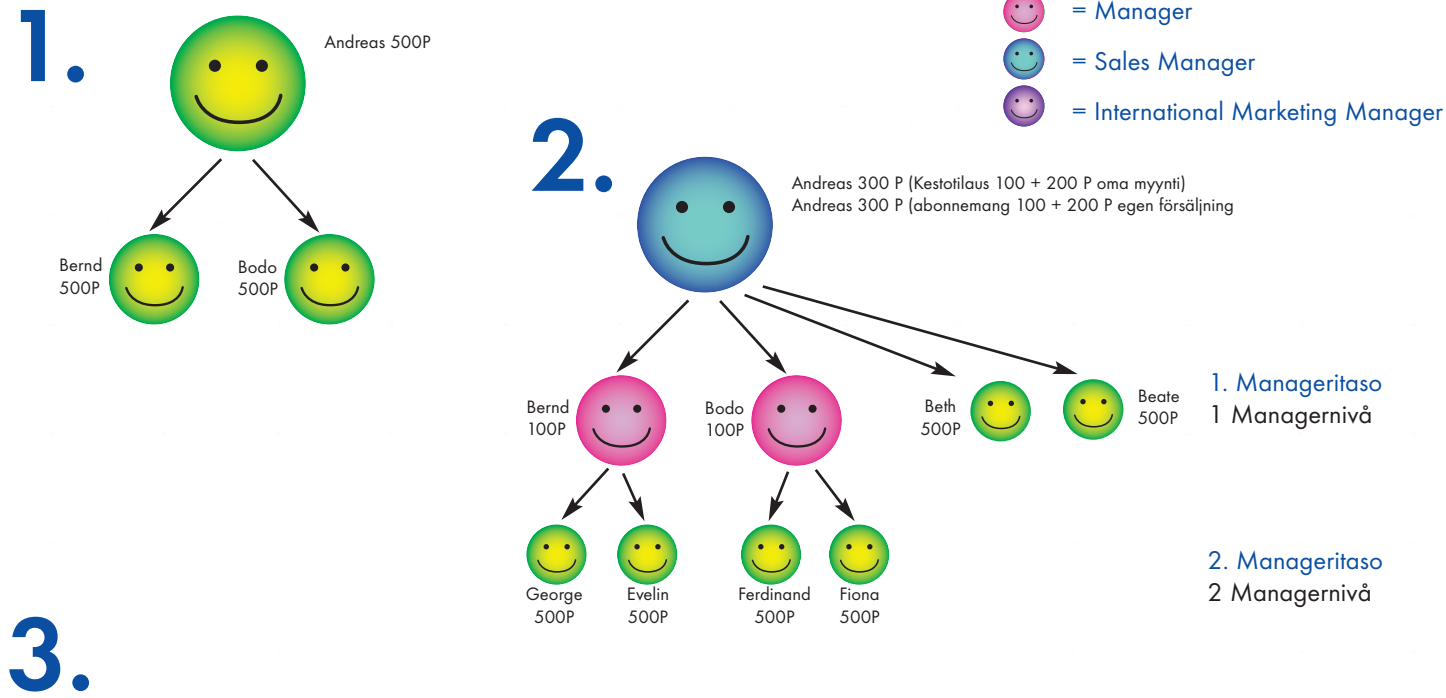 1.
Andreas 500P
Bernd
500P
Bodo
500P
= Manager
= Sales Manager
= International Marketing Manager
2.
Andreas 300 P (Kestotilaus 100 + 200 P oma myynti)
Andreas 300 P (abonnemang 100 + 200 P egen försäljning
Bernd
100P
Bodo
100P
Beth
500P
Beate
500P
1. Manageritaso
1 Managernivå
George
500P
Evelin
500P
Ferdinand
500P
Fiona
500P
2. Manageritaso
2 Managernivå
3.